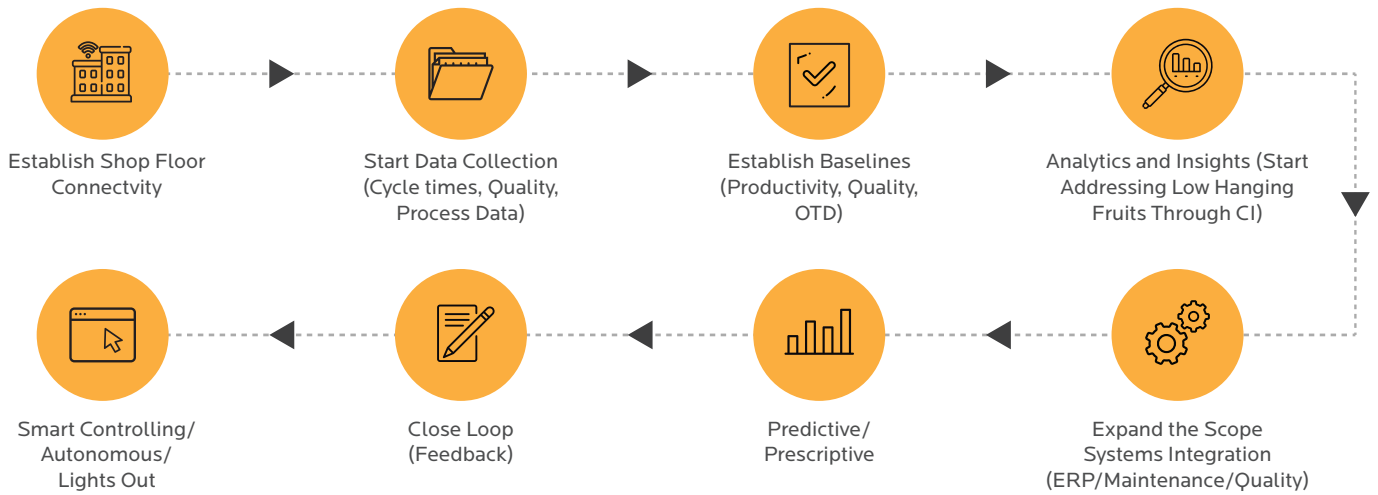 Establish Shop Floor
Connectvity
Start Data Collection
(Cycle times, Quality,
Process Data)
Establish Baselines
(Productivity, Quality,
OTD)
Analytics and Insights (Start
Addressing Low Hanging
Fruits Through CI)
Expand the Scope
Systems Integration
(ERP/Maintenance/Quality)
Predictive/
Prescriptive
Close Loop
(Feedback)
Smart Controlling/
Autonomous/
Lights Out